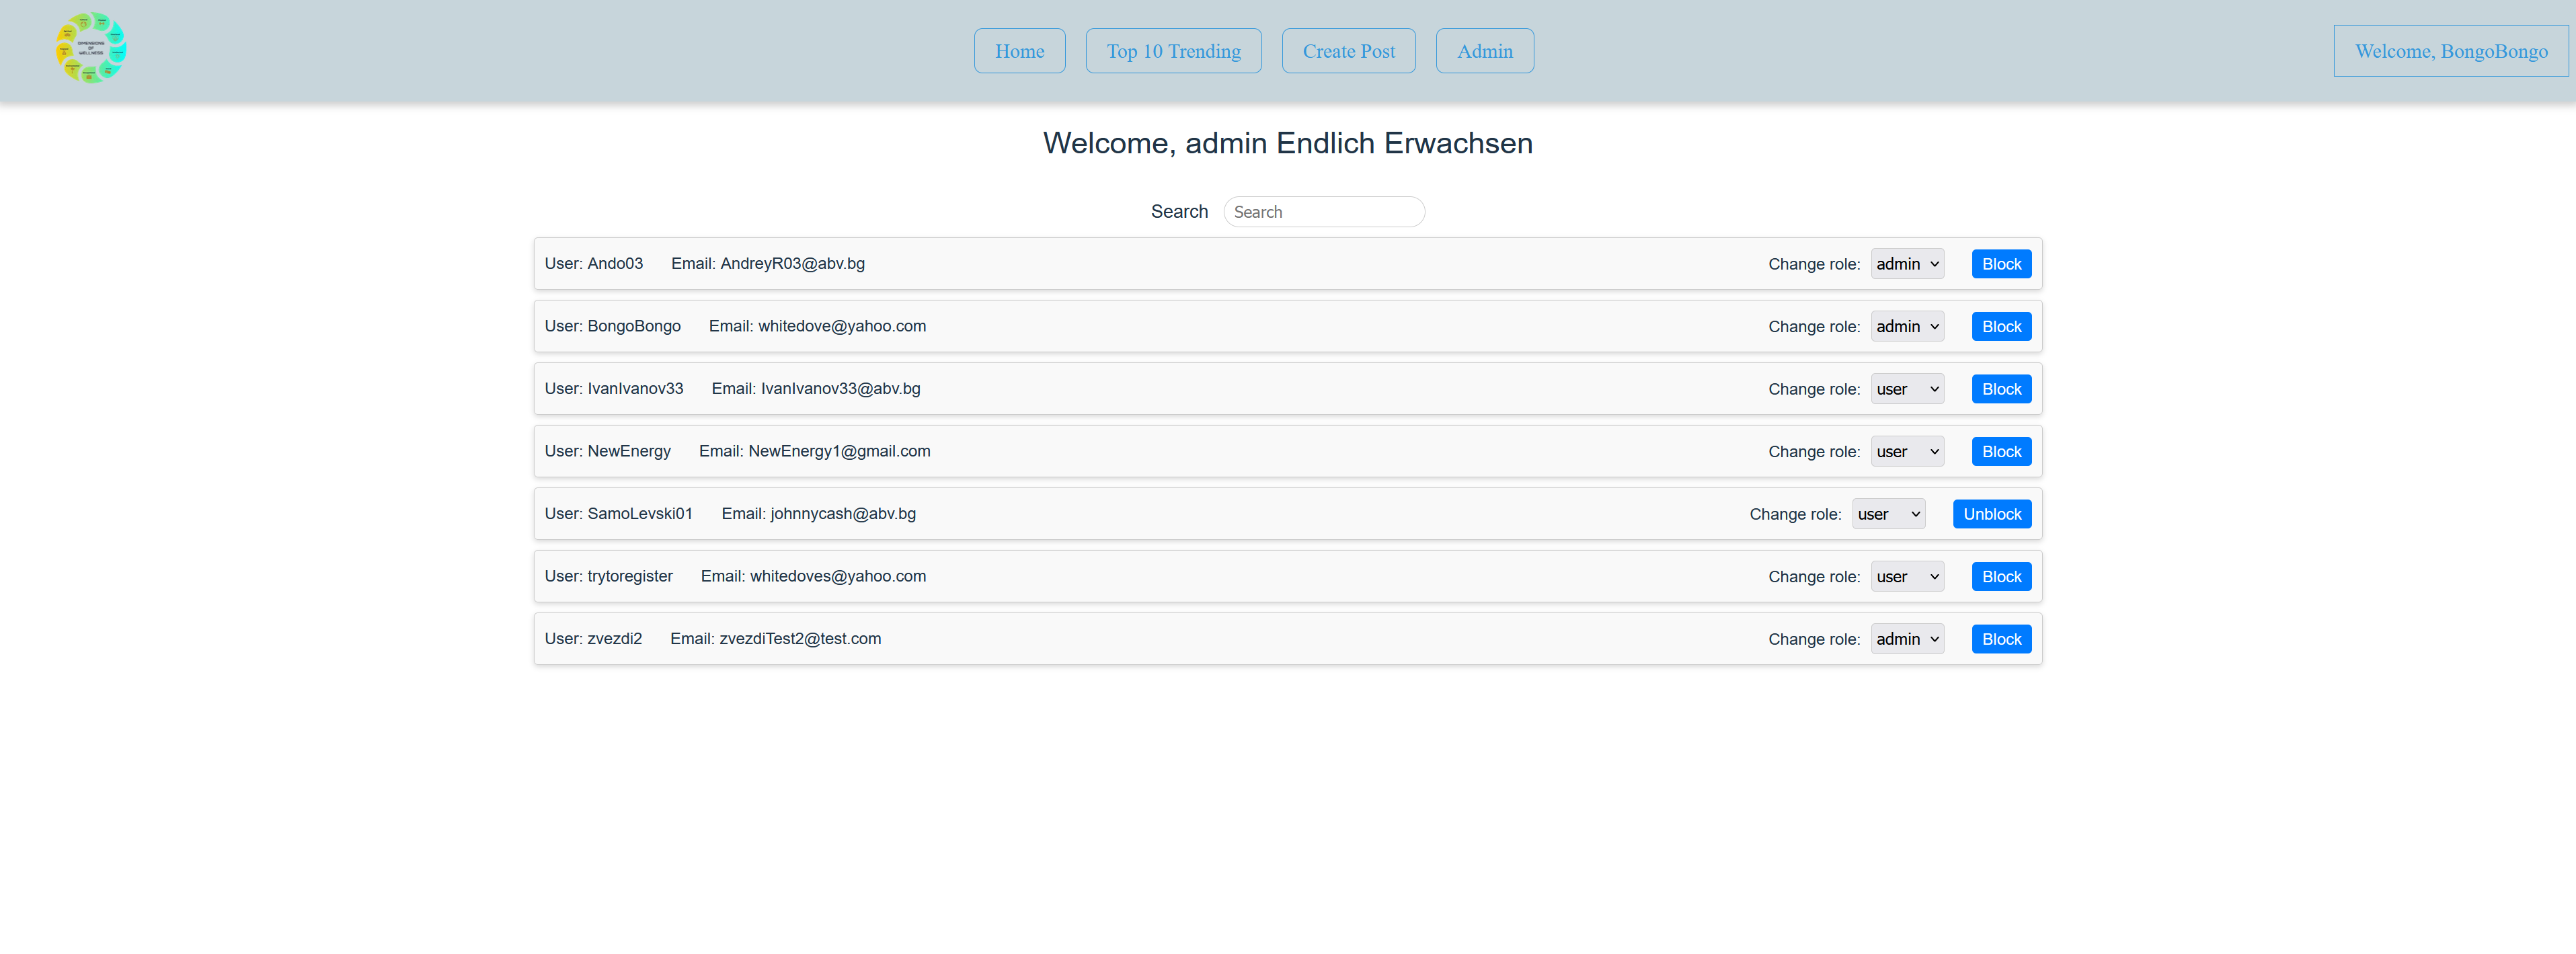 DIMENSIONS
OF
WELLNESS
Home Top 10 Trending Create Post Admin Welcome, BongoBongo
Welcome, admin Endlich Erwachsen
Search Search
User: Ando03 Email: AndreyR03@abv.bg Change role: admin Block
User: BongoBongo Email: whitedove@yahoo.com Change role: admin Block
User: IvanIvanov33 Email: IvanIvanov33@abv.bg Change role: user Block
User: NewEnergy Email: NewEnergy1@gmail.com Change role: user Block
User: SamoLevski01 Email: johnnycash@abv.bg Change role: user Unblock
User: trytoregister Email: whitedoves@yahoo.com Change role: user Block
User: zvezdi2 Email: zvezdiTest2@test.com Change role: admin Block